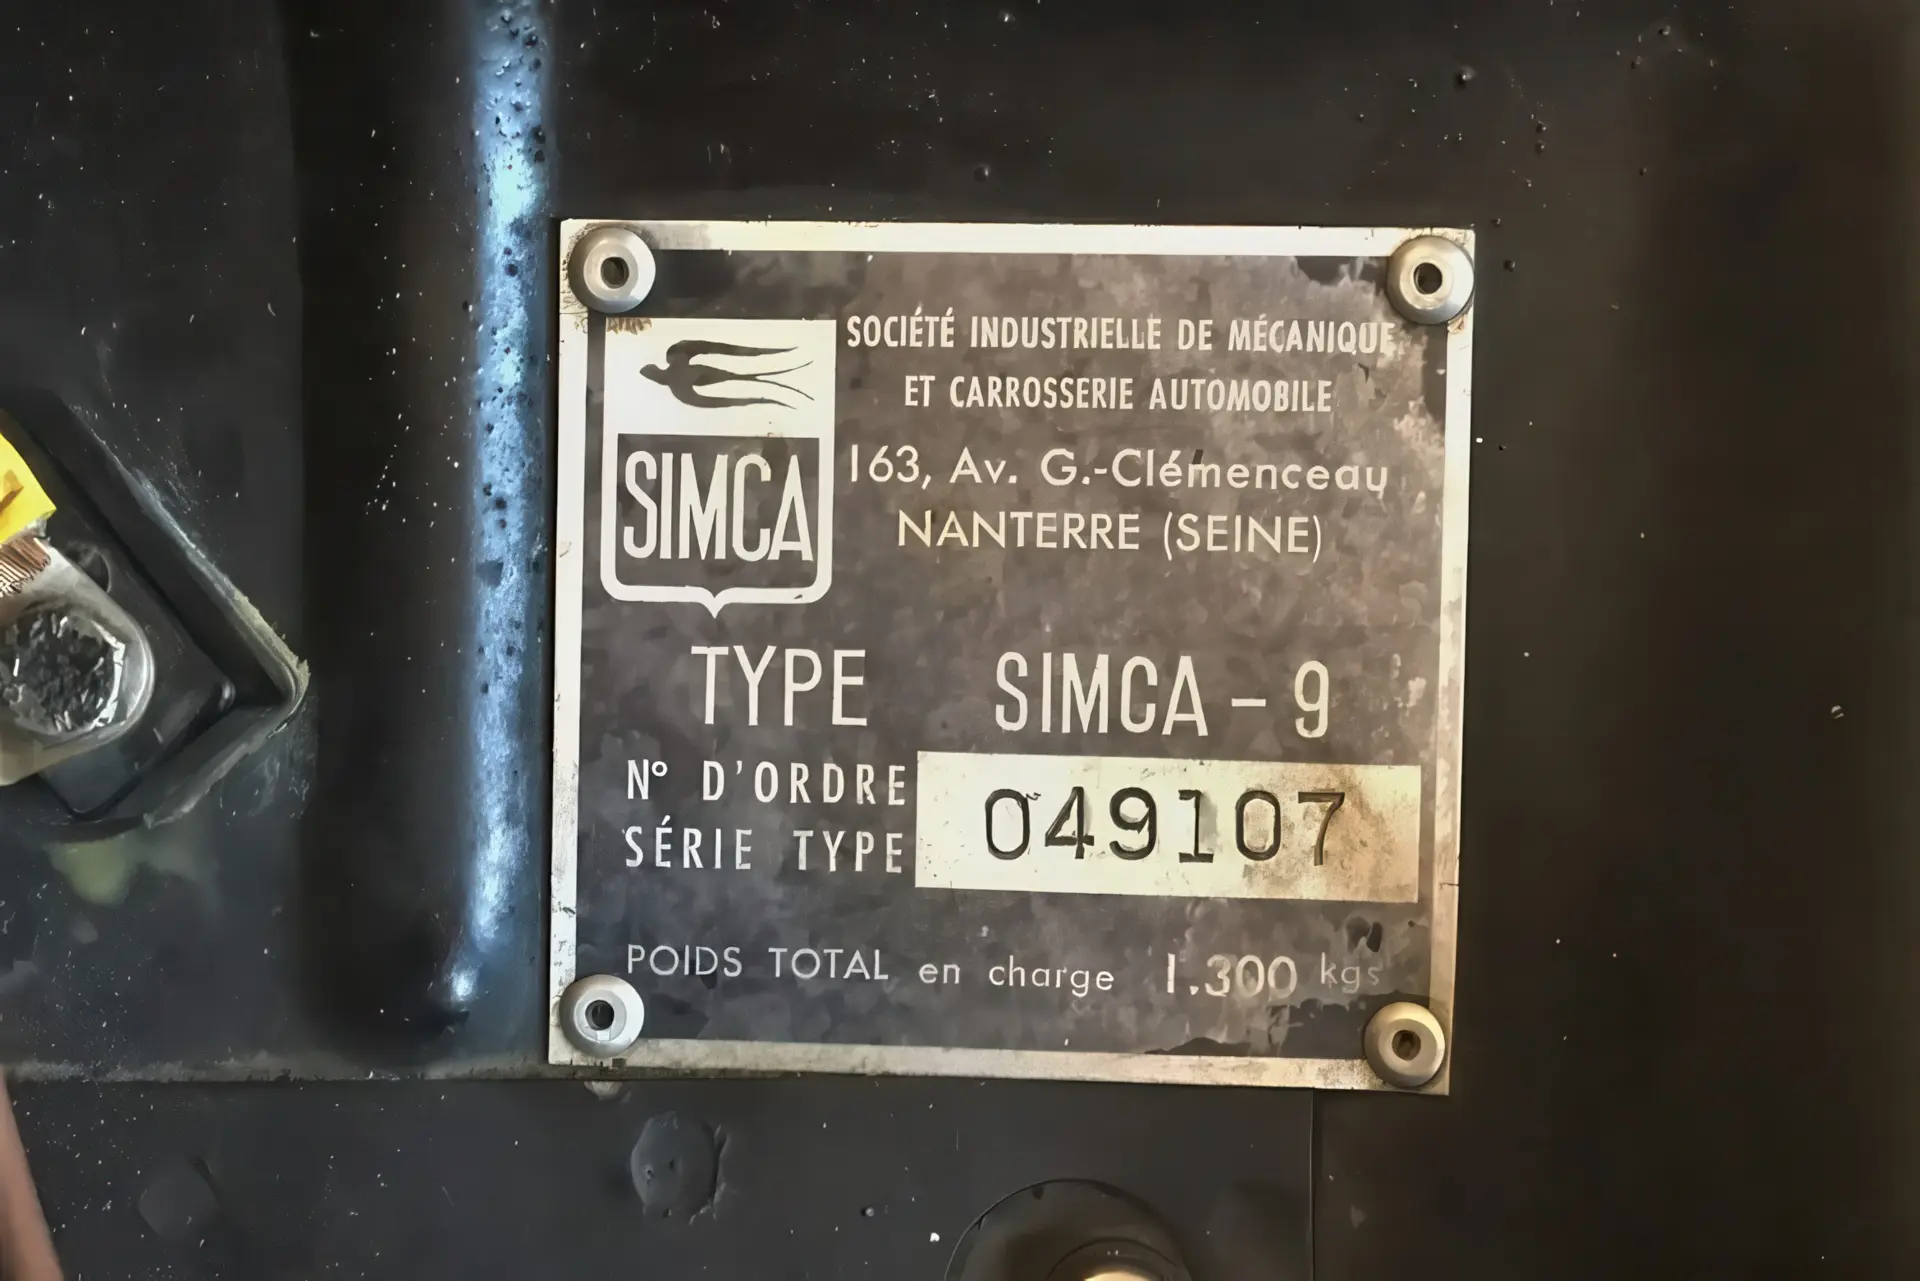 SOCIÉTÉ INDUSTRIELLE DE MÉCANIQUE
ET CARROSSERIE AUTOMOBILE
163, Av. G.-Clémenceau
NANTERRE (SEINE)
SIMCA
TYPE SIMCA - 9
N° D'ORDRE
SÉRIE TYPE 049107
POIDS TOTAL en charge 1.300 kgs